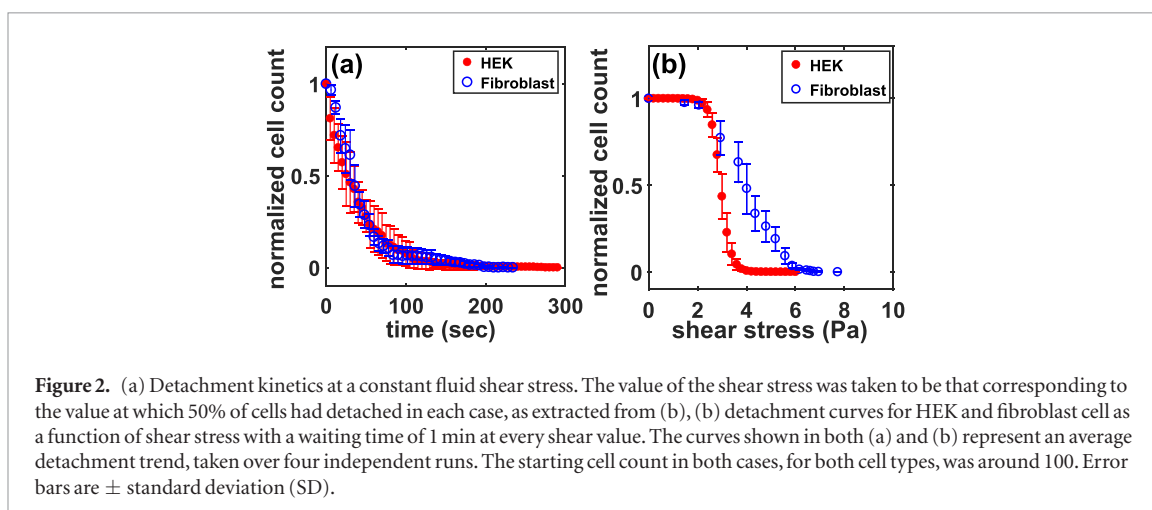 (a)
HEK
Fibroblast
normalized cell count
1
0.5
0
0
100
200
300
time (sec)
(b)
HEK
Fibroblast
normalized cell count
1
0.5
0
0
2
4
6
8
10
shear stress (Pa)
Figure 2. (a) Detachment kinetics at a constant fluid shear stress. The value of the shear stress was taken to be that corresponding to
the value at which 50% of cells had detached in each case, as extracted from (b), (b) detachment curves for HEK and fibroblast cell as
a function of shear stress with a waiting time of 1 min at every shear value. The curves shown in both (a) and (b) represent an average
detachment trend, taken over four independent runs. The starting cell count in both cases, for both cell types, was around 100. Error
bars are ± standard deviation (SD).